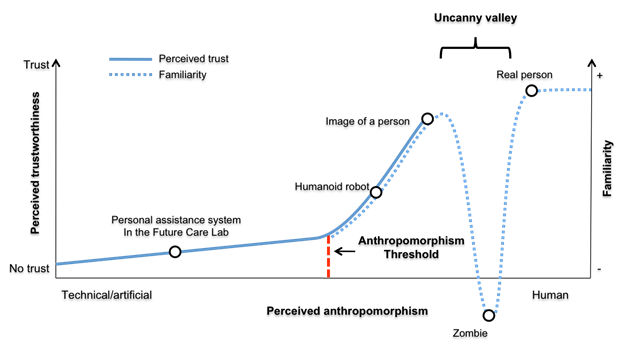 Uncanny valley
Trust
Perceived trust
Familiarity
Real person
+
Image of a person
Perceived trustworthiness
Familiarity
Humanoid robot
Personal assistance system
In the Future Care Lab
Anthropomorphism
Threshold
No trust
-
Technical/artificial
Human
Perceived anthropomorphism
Zombie